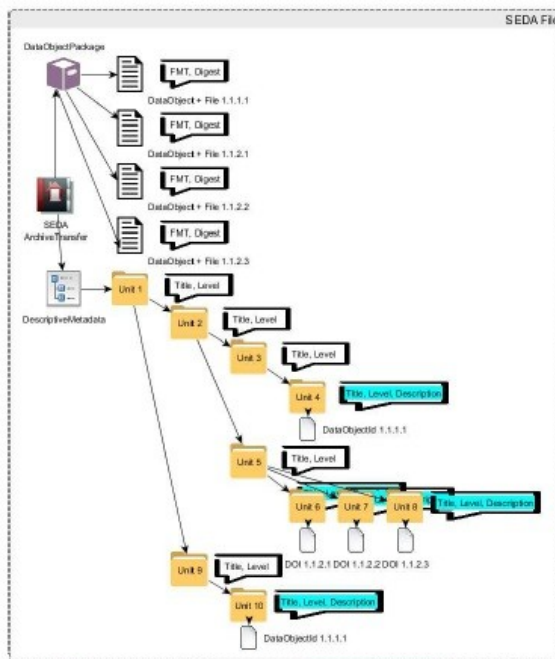 SEDA File
DataObjectPackage
FMT, Digest
DataObject + File 1.1.1.1
FMT, Digest
DataObject + File 1.1.2.1
FMT, Digest
DataObject + File 1.1.2.2
SEDA
ArchiveTransfer
FMT, Digest
DataObject + File 1.1.2.3
DescriptiveMetadata
Unit 1
Title, Level
Unit 2
Title, Level
Unit 3
Title, Level
Unit 4
Title, Level, Description
DataObjectId 1.1.1.1
Unit 5
Title, Level
Unit 6
Unit 7
Unit 8
Title, Level, Description
DOI 1.1.2.1
DOI 1.1.2.2
DOI 1.1.2.3
Unit 9
Title, Level
Unit 10
Title, Level, Description
DataObjectId 1.1.1.1